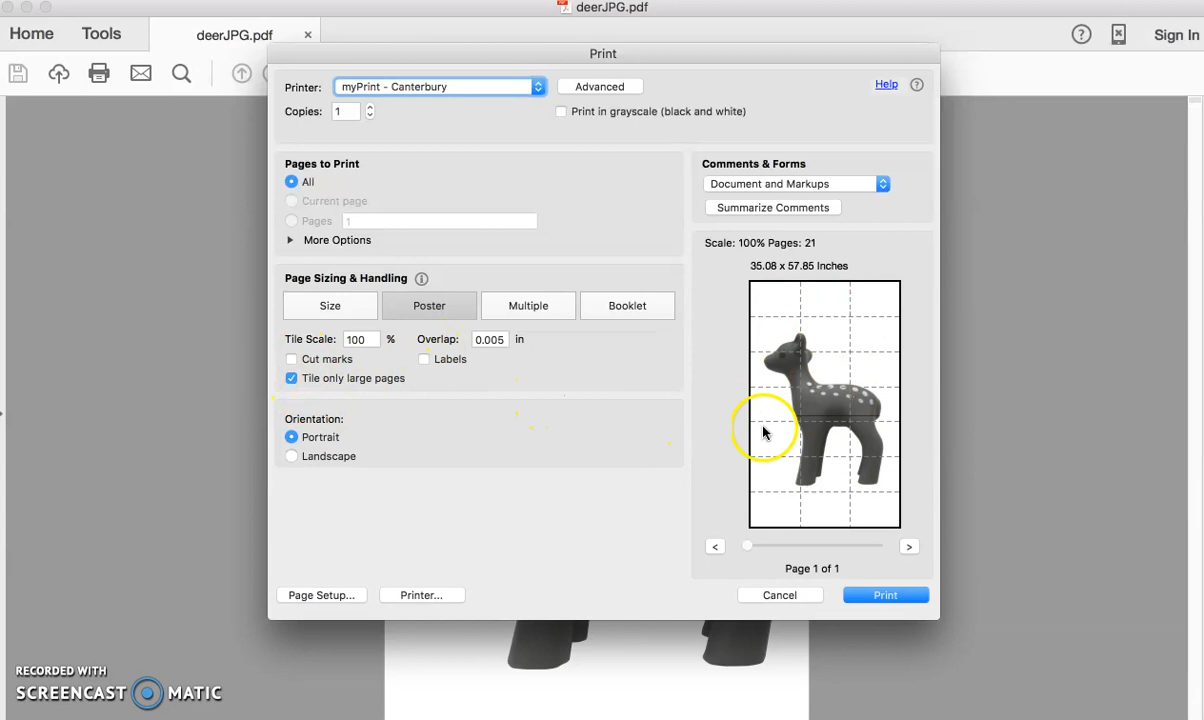 deerJPG.pdf
Home Tools deerJPG.pdf × ? Sign In
Print
Printer: myPrint - Canterbury Advanced Help ?
Copies: 1 Print in grayscale (black and white)
Pages to Print
All
Current page
Pages 1
More Options
Comments & Forms
Document and Markups
Summarize Comments
Page Sizing & Handling i
Size Poster Multiple Booklet
Tile Scale: 100 % Overlap: 0.005 in
Cut marks Labels
Tile only large pages
Orientation:
Portrait
Landscape
Scale: 100% Pages: 21
35.08 x 57.85 Inches
< >
Page 1 of 1
Page Setup... Printer... Cancel Print
RECORDED WITH
SCREENCAST MATIC